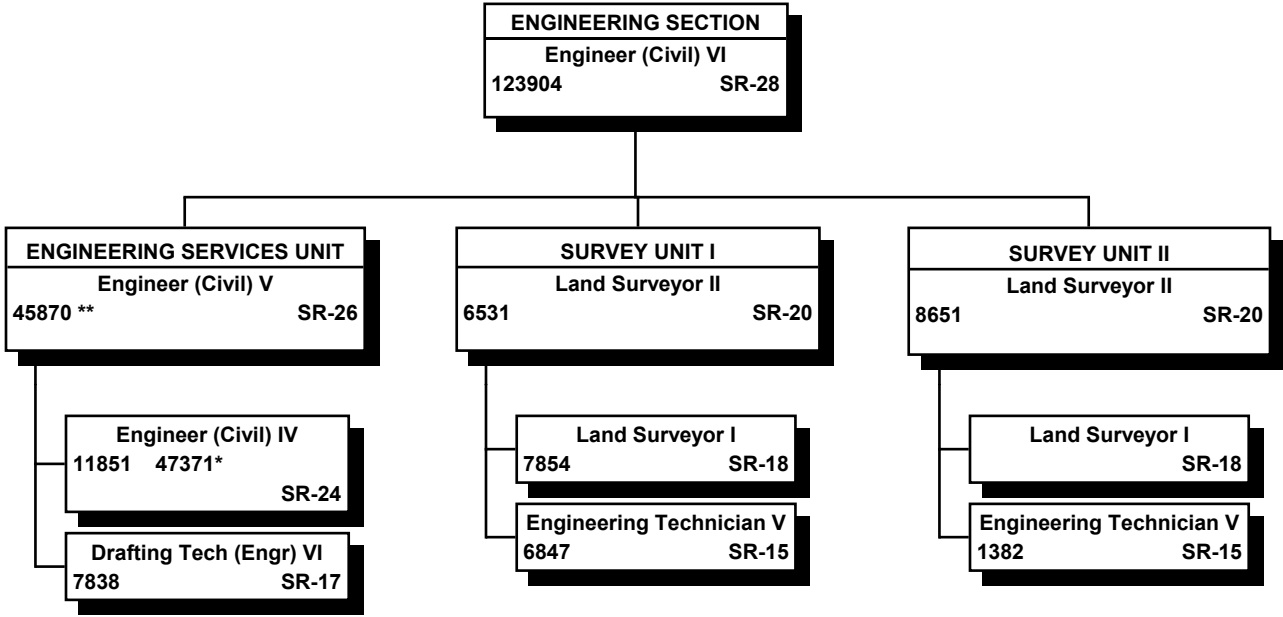 ENGINEERING SECTION
Engineer (Civil) VI
123904 SR-28
ENGINEERING SERVICES UNIT
Engineer (Civil) V
45870 ** SR-26
Engineer (Civil) IV
11851 47371*
SR-24
Drafting Tech (Engr) VI
7838 SR-17
SURVEY UNIT I
Land Surveyor II
6531 SR-20
Land Surveyor I
7854 SR-18
Engineering Technician V
6847 SR-15
SURVEY UNIT II
Land Surveyor II
8651 SR-20
Land Surveyor I
SR-18
Engineering Technician V
1382 SR-15